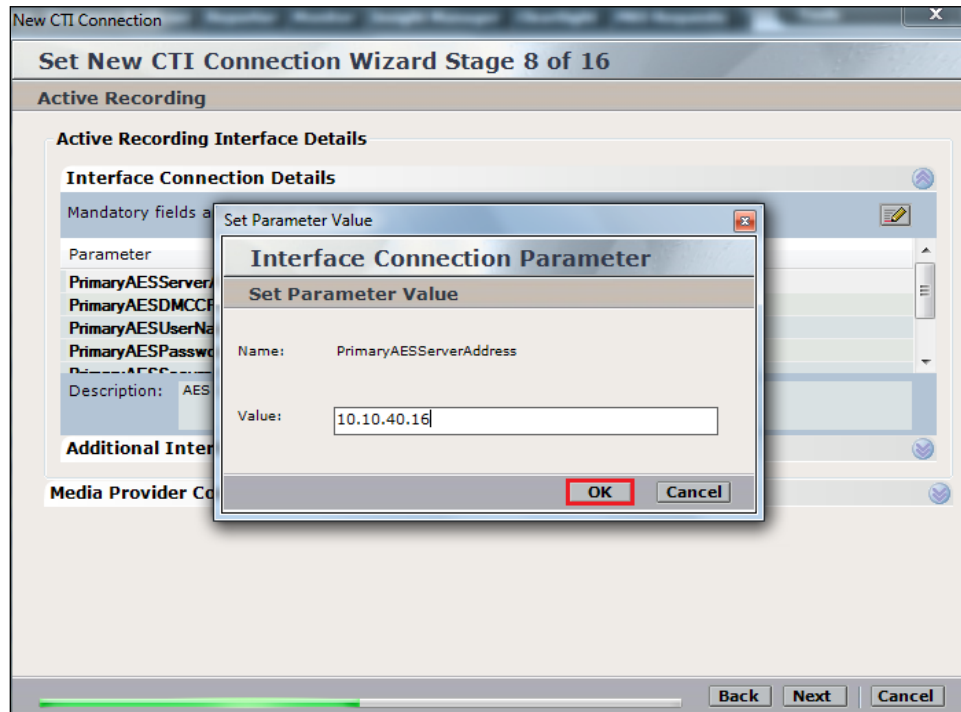 New CTI Connection
Set New CTI Connection Wizard Stage 8 of 16
Active Recording
Active Recording Interface Details
Interface Connection Details
Mandatory fields a
Set Parameter Value
Interface Connection Parameter
Set Parameter Value
Parameter
PrimaryAESServer
PrimaryAESDMCC
PrimaryAESUserNa
PrimaryAESPasswo
Name: PrimaryAESServerAddress
Description: AES
Value: 10.10.40.16
Additional Inter
Media Provider Co
OK Cancel
Back Next Cancel